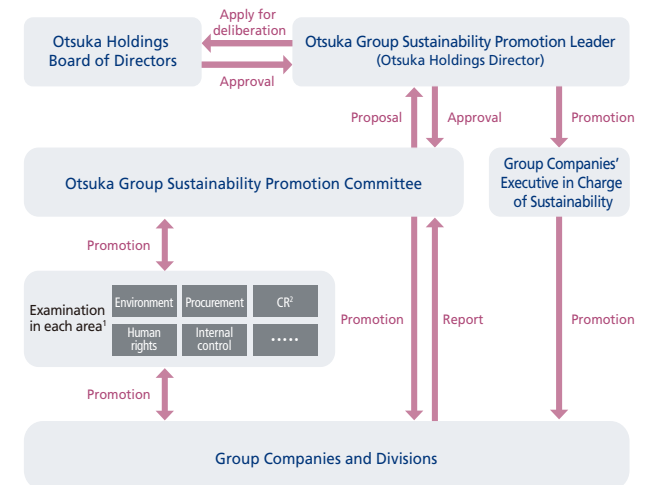 Apply for
deliberation
Otsuka Holdings
Board of Directors
Otsuka Group Sustainability Promotion Leader
(Otsuka Holdings Director)
Approval
Proposal
Approval
Promotion
Otsuka Group Sustainability Promotion Committee
Group Companies’
Executive in Charge
of Sustainability
Promotion
Examination
in each area1
Environment
Procurement
CR2
Human
rights
Internal
control
.....
Promotion
Report
Promotion
Promotion
Group Companies and Divisions